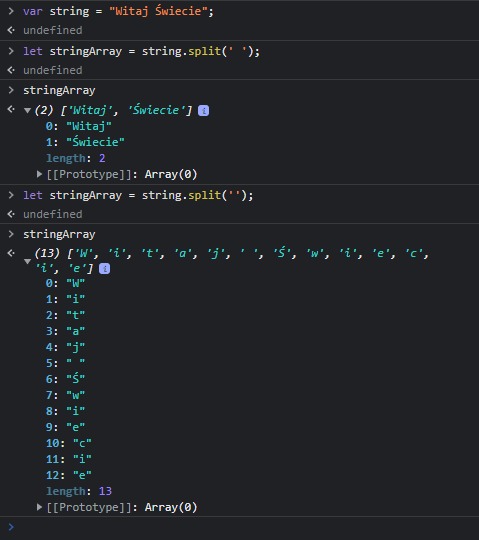 > var string = "Witaj Świecie";
< undefined
> let stringArray = string.split(' ');
< undefined
> stringArray
< ▼ (2) ['Witaj', 'Świecie'] i
0: "Witaj"
1: "Świecie"
length: 2
▶ [[Prototype]]: Array(0)
> let stringArray = string.split('');
< undefined
> stringArray
< (13) ['W', 'i', 't', 'a', 'j', ' ', 'Ś', 'w', 'i', 'e', 'c',
▼ 'i', 'e'] i
0: "W"
1: "i"
2: "t"
3: "a"
4: "j"
5: " "
6: "Ś"
7: "w"
8: "i"
9: "e"
10: "c"
11: "i"
12: "e"
length: 13
▶ [[Prototype]]: Array(0)
>